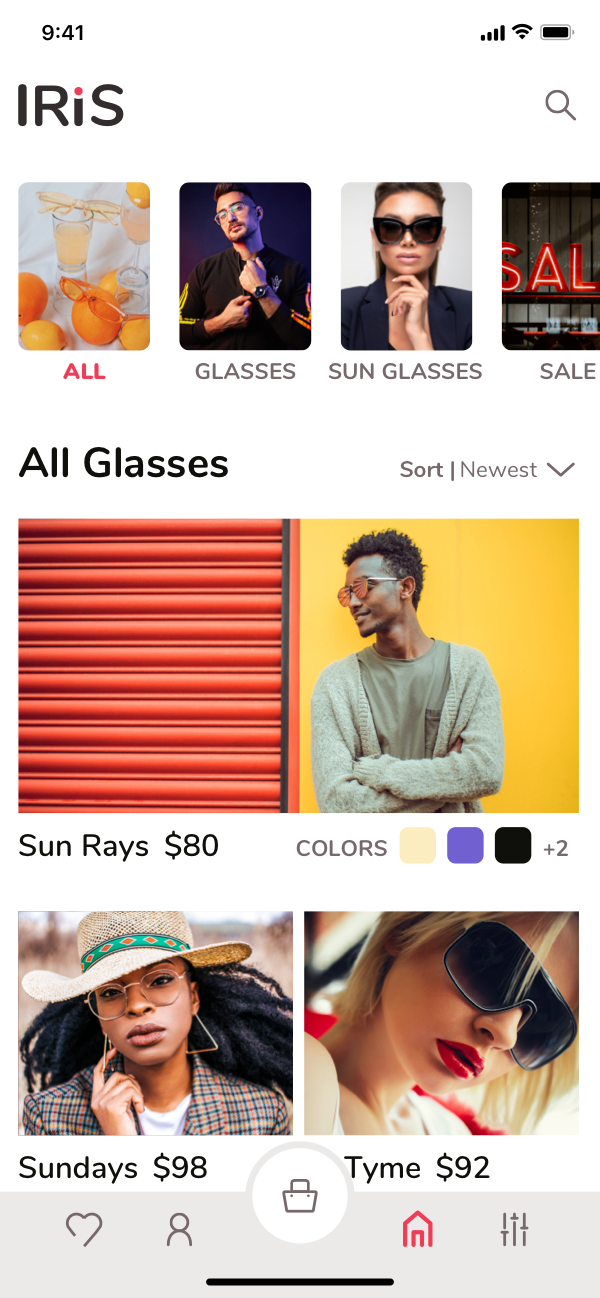 9:41
IRiS
SAL
ALL
GLASSES
SUN GLASSES
SALE
All Glasses
Sort | Newest
Sun Rays $80
COLORS +2
Sundays $98
Tyme $92